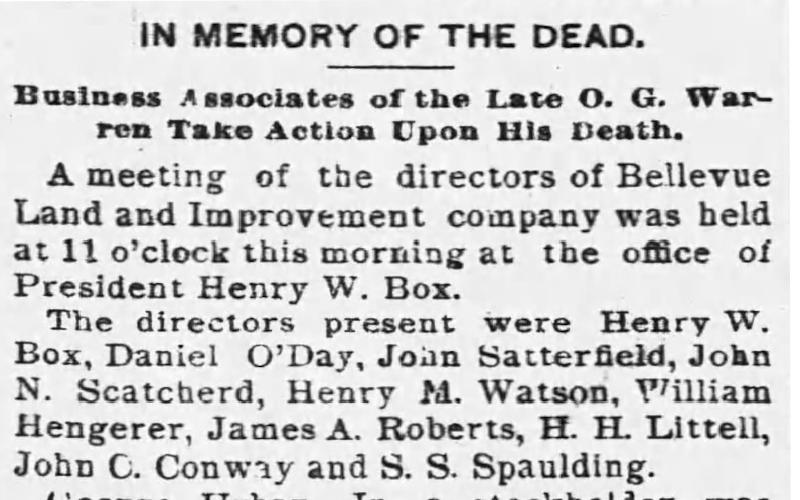 IN MEMORY OF THE DEAD.
Business Associates of the Late O. G. War-
ren Take Action Upon His Death.
A meeting of the directors of Bellevue
Land and Improvement company was held
at 11 o'clock this morning at the office of
President Henry W. Box.
The directors present were Henry W.
Box, Daniel O'Day, John Satterfield, John
N. Scatcherd, Henry M. Watson, William
Hengerer, James A. Roberts, H. H. Littell,
John C. Conway and S. S. Spaulding.